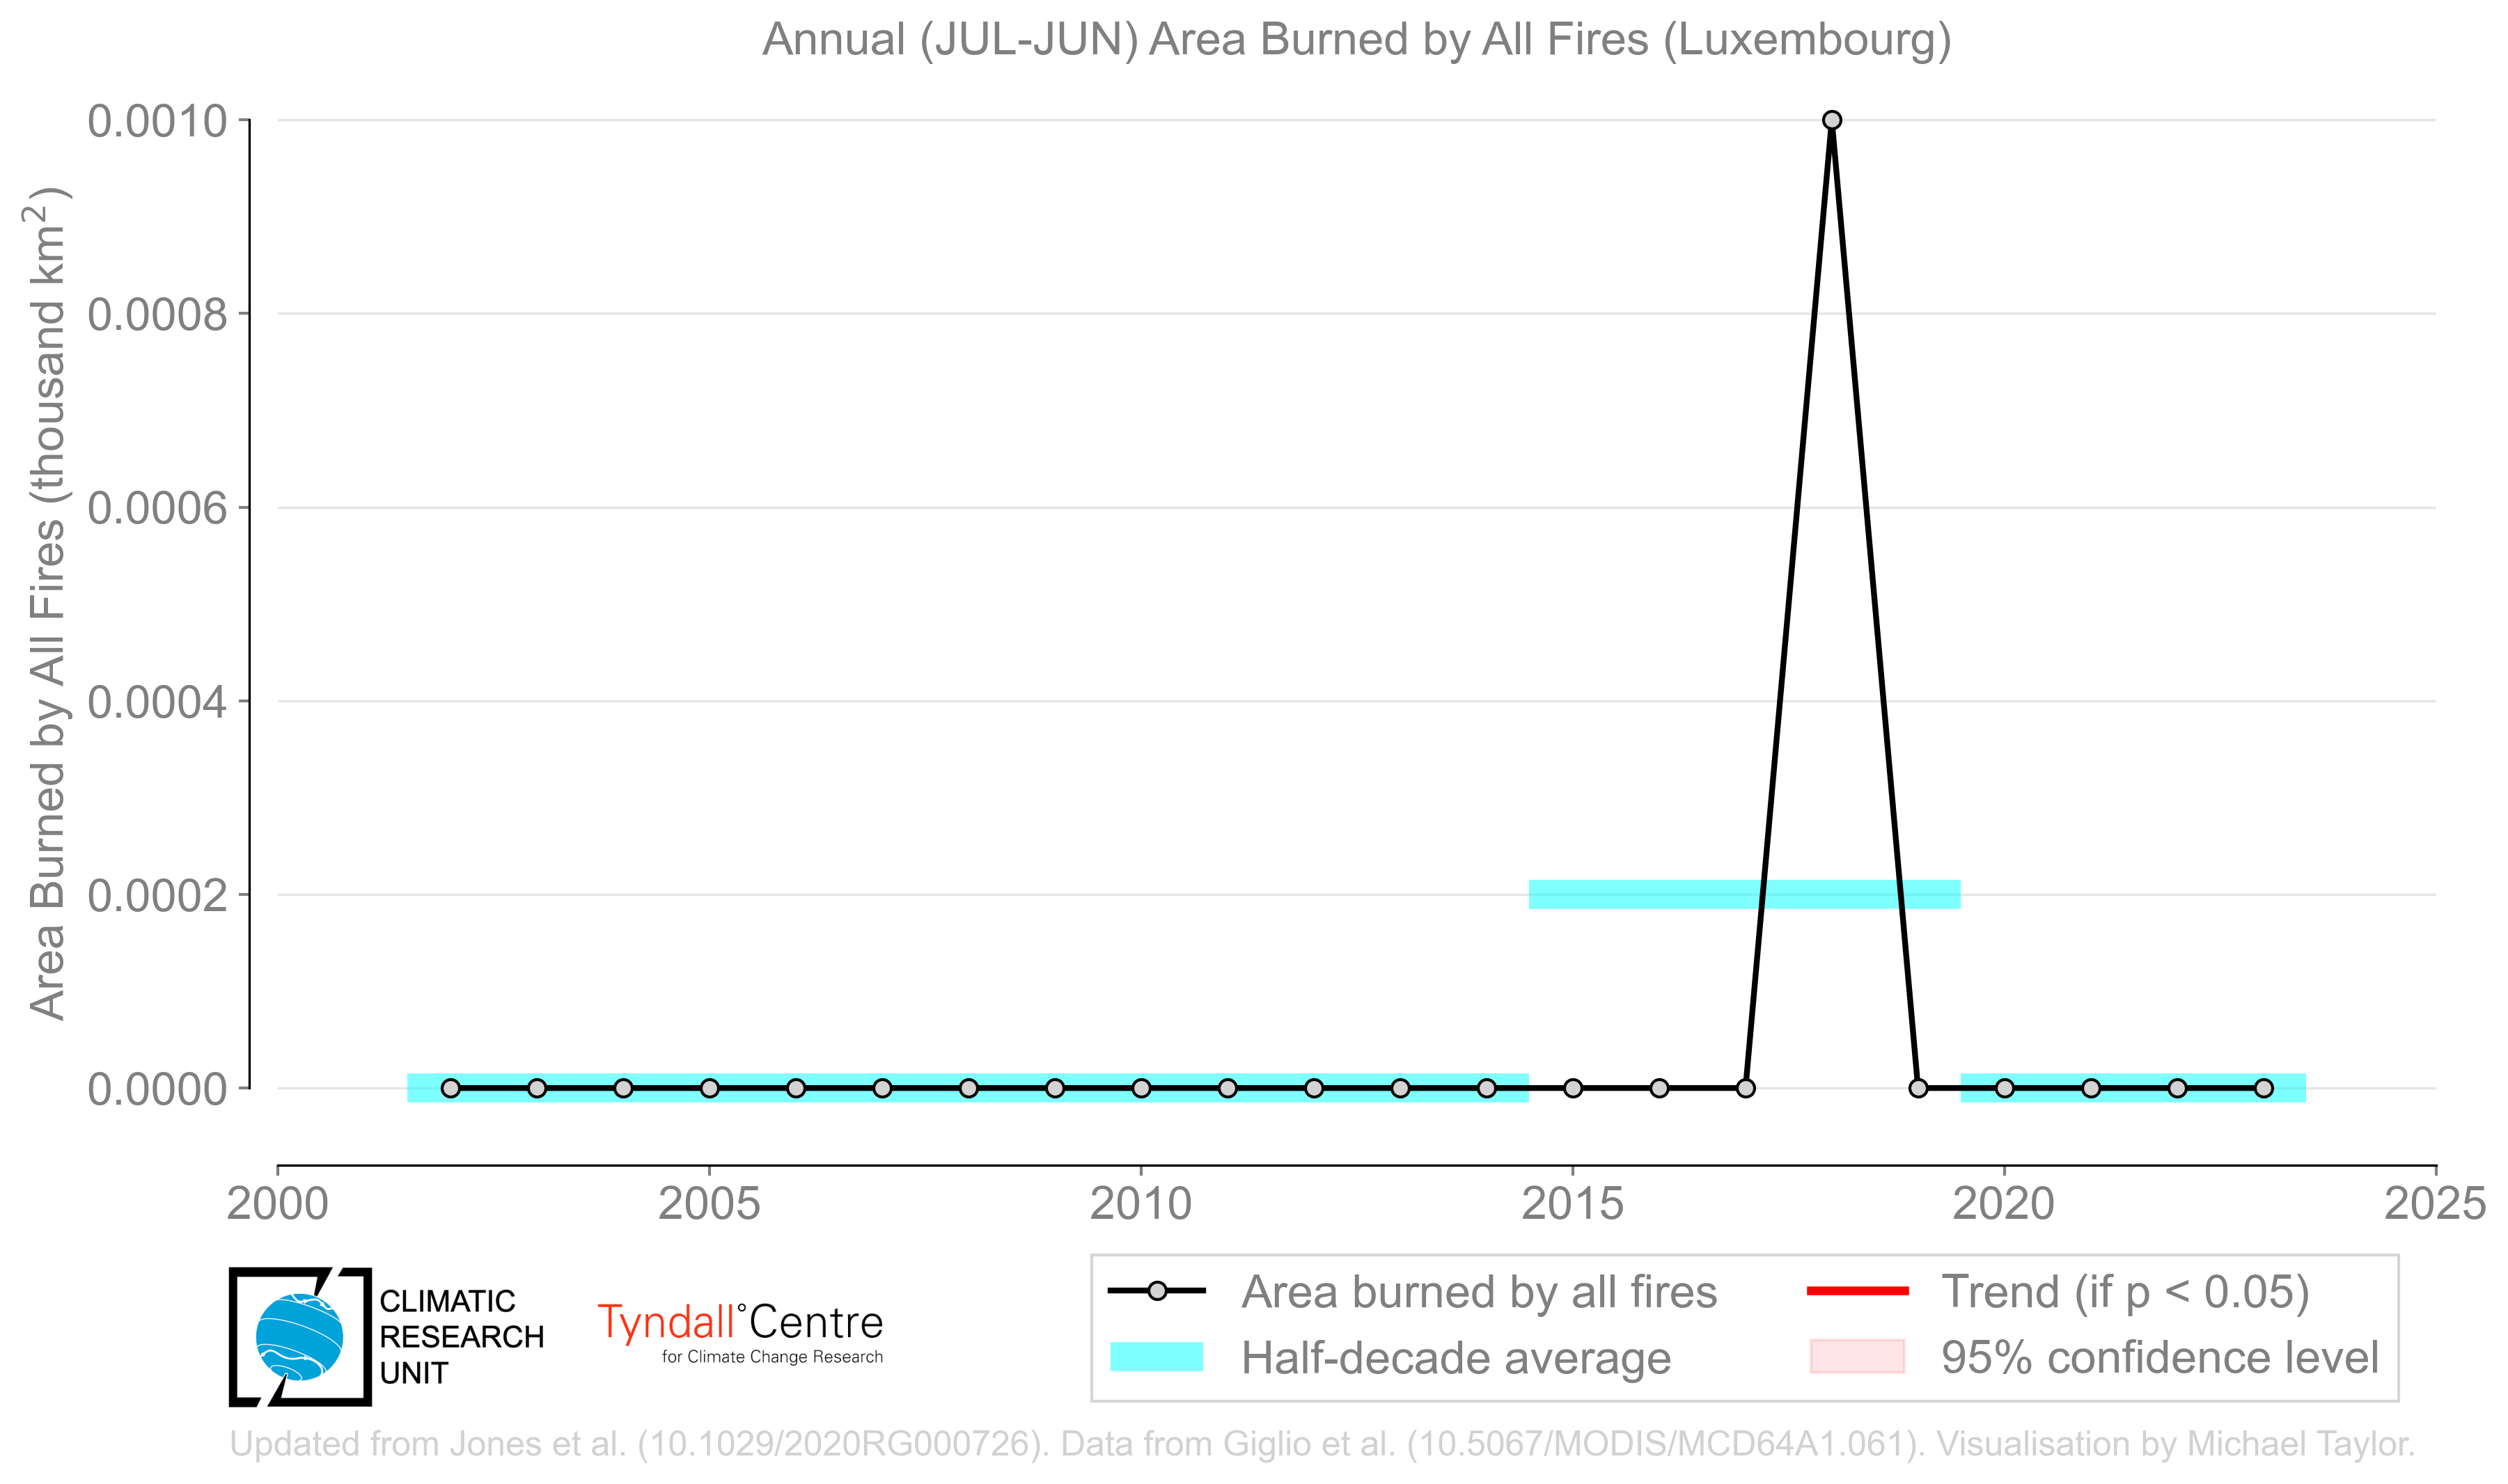 Annual (JUL-JUN) Area Burned by All Fires (Luxembourg)
Area Burned by All Fires (thousand km²)
0.0010
0.0008
0.0006
0.0004
0.0002
0.0000
2000 2005 2010 2015 2020 2025
CLIMATIC
RESEARCH
UNIT
Tyndall°Centre
for Climate Change Research
Area burned by all fires
Half-decade average
Trend (if p < 0.05)
95% confidence level
Updated from Jones et al. (10.1029/2020RG000726). Data from Giglio et al. (10.5067/MODIS/MCD64A1.061). Visualisation by Michael Taylor.